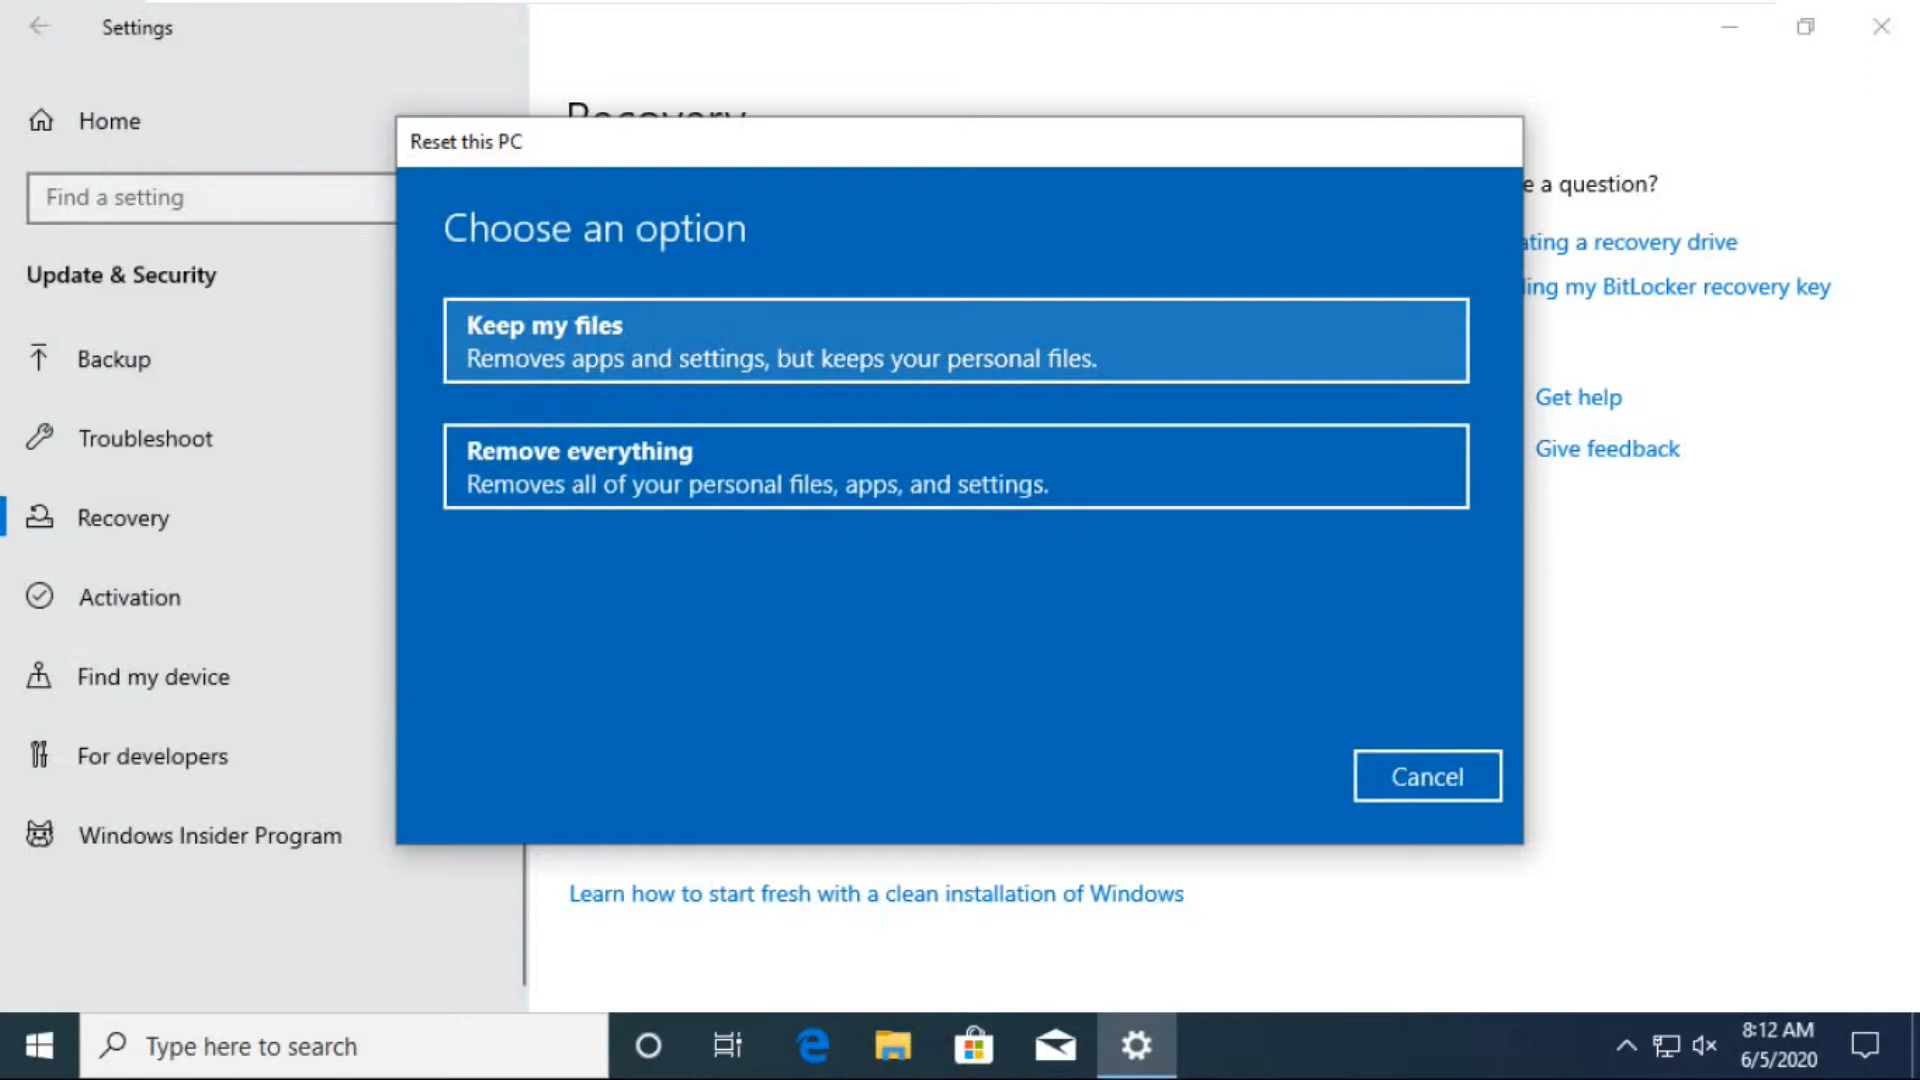 Settings
Home
Find a setting
Update & Security
Backup
Troubleshoot
Recovery
Activation
Find my device
For developers
Windows Insider Program
Recovery
Reset this PC
Choose an option
Keep my files
Removes apps and settings, but keeps your personal files.
Remove everything
Removes all of your personal files, apps, and settings.
Cancel
e a question?
ating a recovery drive
ing my BitLocker recovery key
Get help
Give feedback
Learn how to start fresh with a clean installation of Windows
Type here to search
8:12 AM
6/5/2020